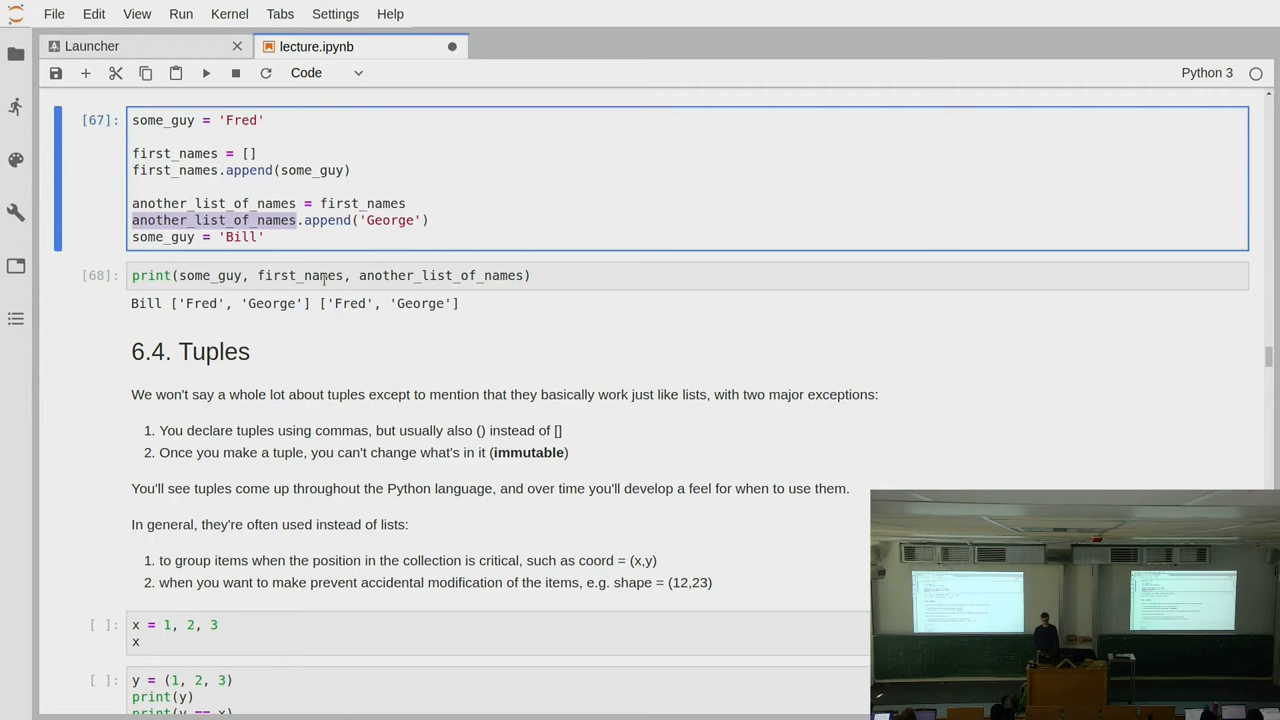 File Edit View Run Kernel Tabs Settings Help
Launcher
lecture.ipynb
Code
Python 3
[67]:
some_guy = 'Fred'
first_names = []
first_names.append(some_guy)
another_list_of_names = first_names
another_list_of_names.append('George')
some_guy = 'Bill'
[68]:
print(some_guy, first_names, another_list_of_names)
Bill ['Fred', 'George'] ['Fred', 'George']
6.4. Tuples
We won't say a whole lot about tuples except to mention that they basically work just like lists, with two major exceptions:
1. You declare tuples using commas, but usually also () instead of []
2. Once you make a tuple, you can't change what's in it (immutable)
You'll see tuples come up throughout the Python language, and over time you'll develop a feel for when to use them.
In general, they're often used instead of lists:
1. to group items when the position in the collection is critical, such as coord = (x,y)
2. when you want to make prevent accidental modification of the items, e.g. shape = (12,23)
[ ]:
x = 1, 2, 3
x
[ ]:
y = (1, 2, 3)
print(y)
print(y == x)